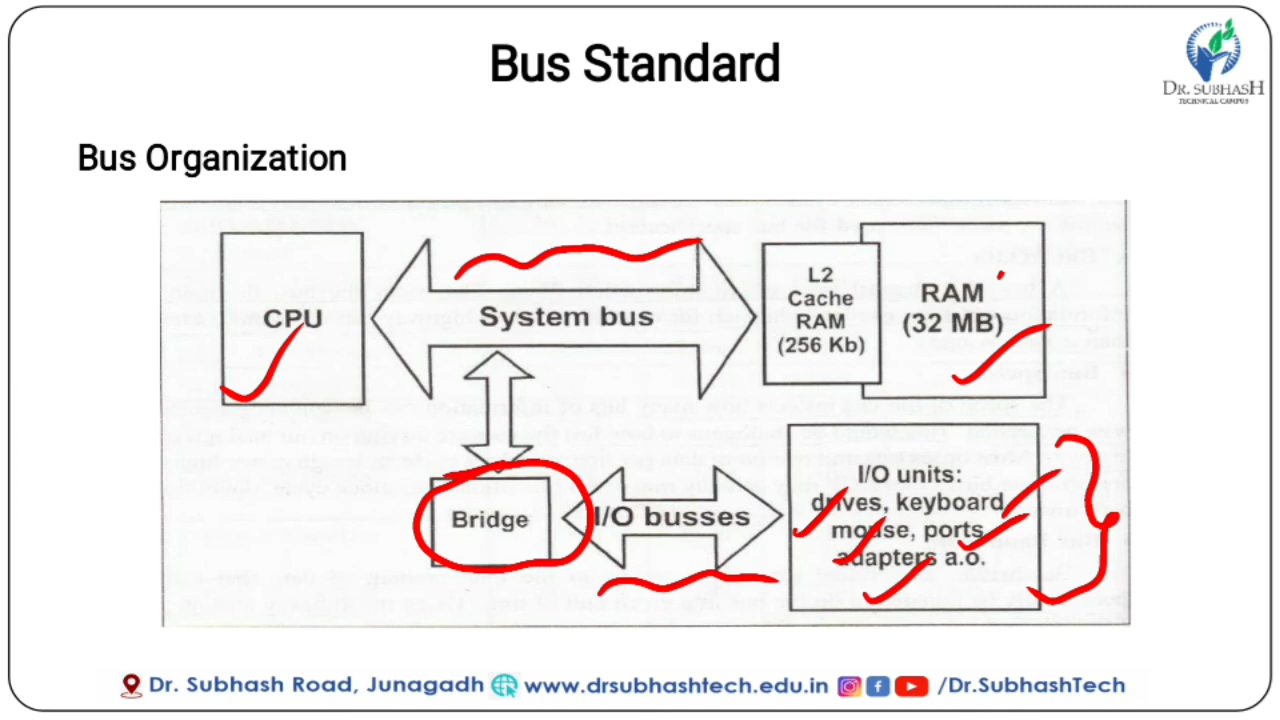 Bus Standard
DR. SUBHASH
TECHNICAL CAMPUS
Bus Organization
CPU
System bus
L2
Cache
RAM
(256 Kb)
RAM
(32 MB)
Bridge
I/O busses
I/O units:
drives, keyboard
mouse, ports
adapters a.o.
Dr. Subhash Road, Junagadh www.drsubhashtech.edu.in /Dr.SubhashTech